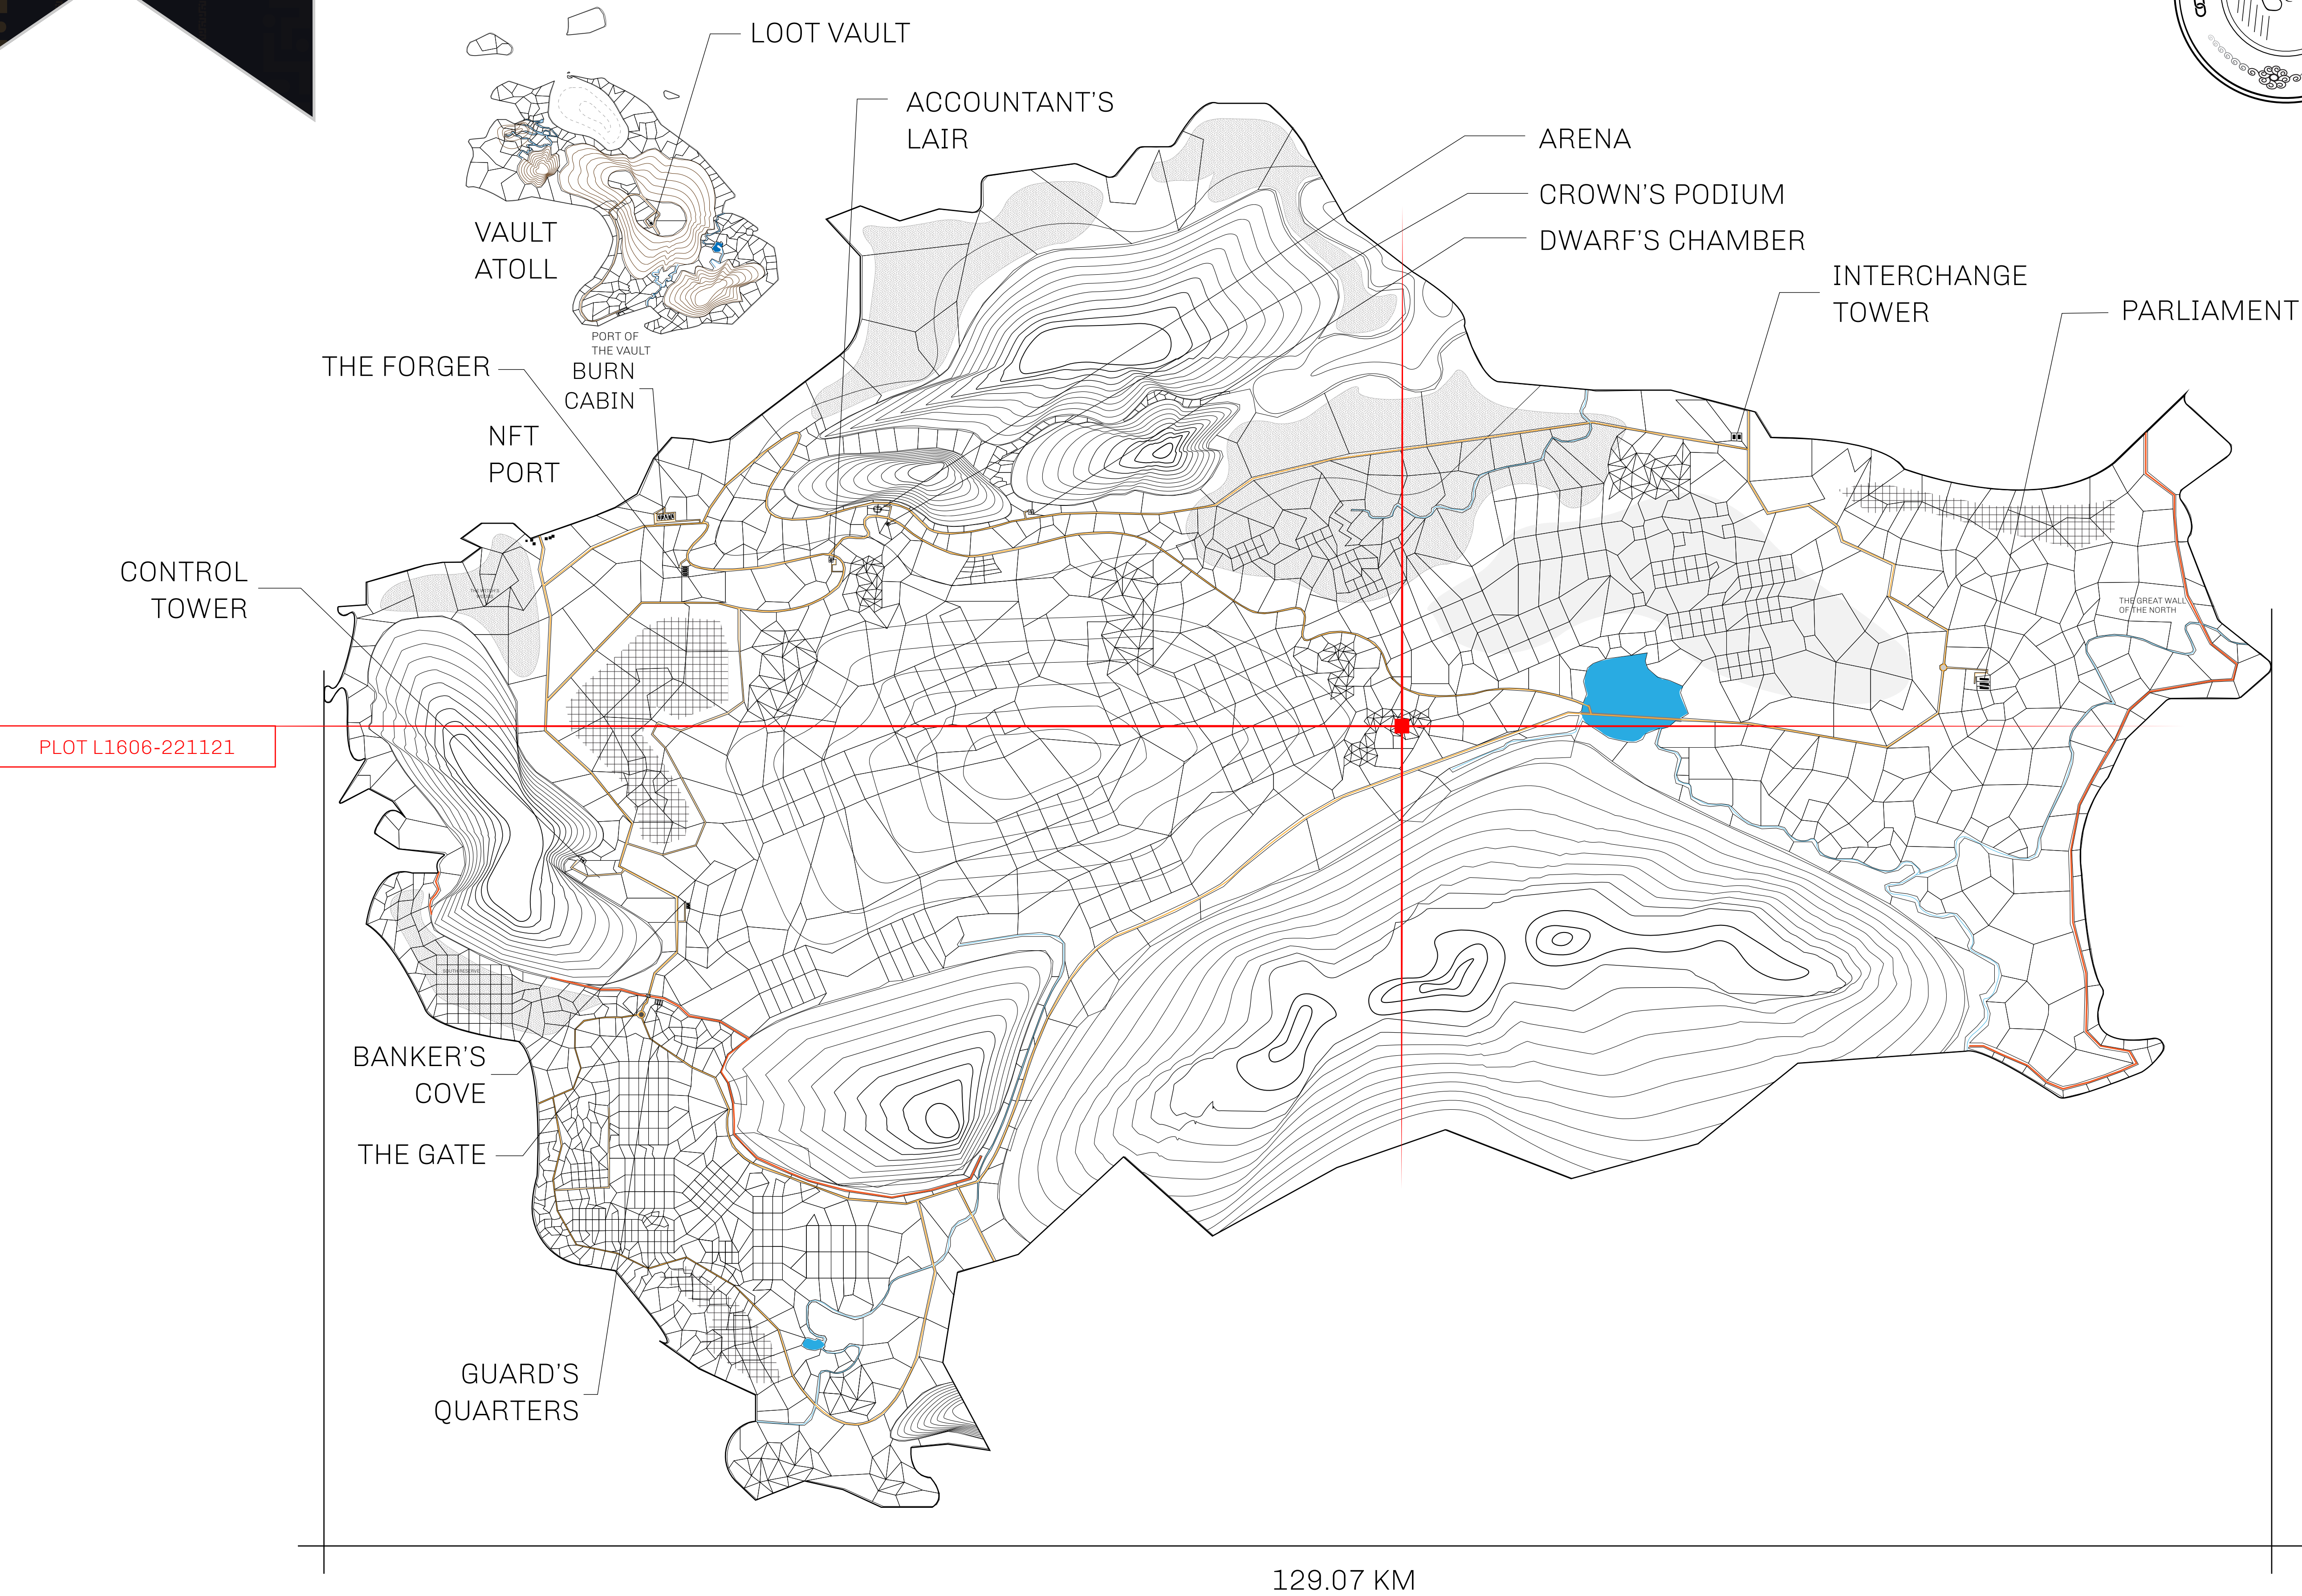 LOOT VAULT
ACCOUNTANT'S
LAIR
ARENA
CROWN'S PODIUM
DWARF'S CHAMBER
INTERCHANGE
TOWER
PARLIAMENT
VAULT
ATOLL
PORT OF
THE VAULT
THE FORGER
BURN
CABIN
NFT
PORT
CONTROL
TOWER
THE GREAT WALL
OF THE NORTH
PLOT L1606-221121
SOUTH RESERVE
BANKER'S
COVE
THE GATE
GUARD'S
QUARTERS
129.07 KM